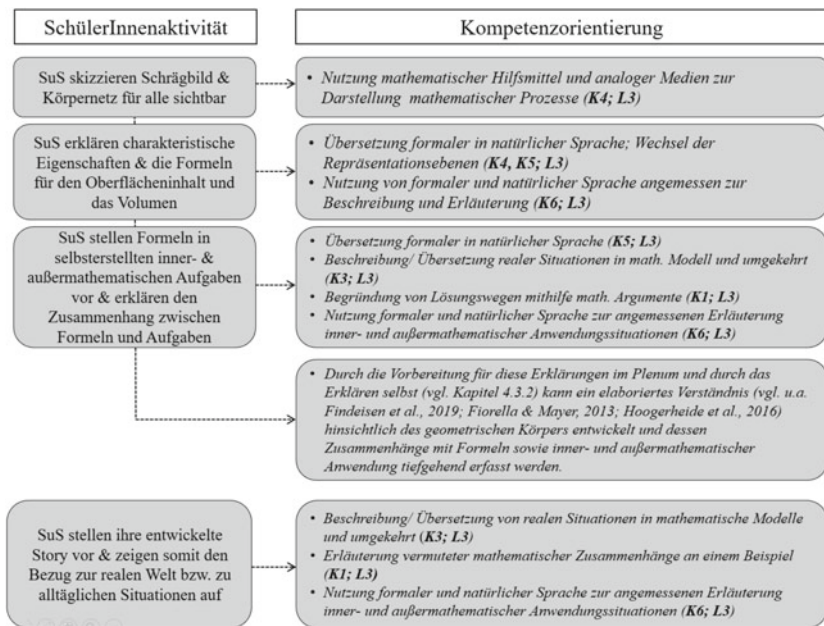 SchülerInnenaktivität
Kompetenzorientierung
SuS skizzieren Schrägbild &
Körpernetz für alle sichtbar
• Nutzung mathematischer Hilfsmittel und analoger Medien zur
Darstellung mathematischer Prozesse (K4; L3)
SuS erklären charakteristische
Eigenschaften & die Formeln
für den Oberflächeninhalt und
das Volumen
• Übersetzung formaler in natürlicher Sprache; Wechsel der
Repräsentationsebenen (K4, K5; L3)
• Nutzung von formaler und natürlicher Sprache angemessen zur
Beschreibung und Erläuterung (K6; L3)
SuS stellen Formeln in
selbsterstellten inner- &
außermathematischen Aufgaben
vor & erklären den
Zusammenhang zwischen
Formeln und Aufgaben
• Übersetzung formaler in natürlicher Sprache (K5; L3)
• Beschreibung/ Übersetzung realer Situationen in math. Modell und umgekehrt
(K3; L3)
• Begründung von Lösungswegen mithilfe math. Argumente (K1; L3)
• Nutzung formaler und natürlicher Sprache zur angemessenen Erläuterung
inner- und außermathematischer Anwendungssituationen (K6; L3)
• Durch die Vorbereitung für diese Erklärungen im Plenum und durch das
Erklären selbst (vgl. Kapitel 4.3.2) kann ein elaboriertes Verständnis (vgl. u.a.
Findeisen et al., 2019; Fiorella & Mayer, 2013; Hoogerheide et al., 2016)
hinsichtlich des geometrischen Körpers entwickelt und dessen
Zusammenhänge mit Formeln sowie inner- und außermathematischer
Anwendung tiefgehend erfasst werden.
SuS stellen ihre entwickelte
Story vor & zeigen somit den
Bezug zur realen Welt bzw. zu
alltäglichen Situationen auf
• Beschreibung/ Übersetzung von realen Situationen in mathematische Modelle
und umgekehrt (K3; L3)
• Erläuterung vermuteter mathematischer Zusammenhänge an einem Beispiel
(K1; L3)
• Nutzung formaler und natürlicher Sprache zur angemessenen Erläuterung
inner- und außermathematischer Anwendungssituationen (K6; L3)